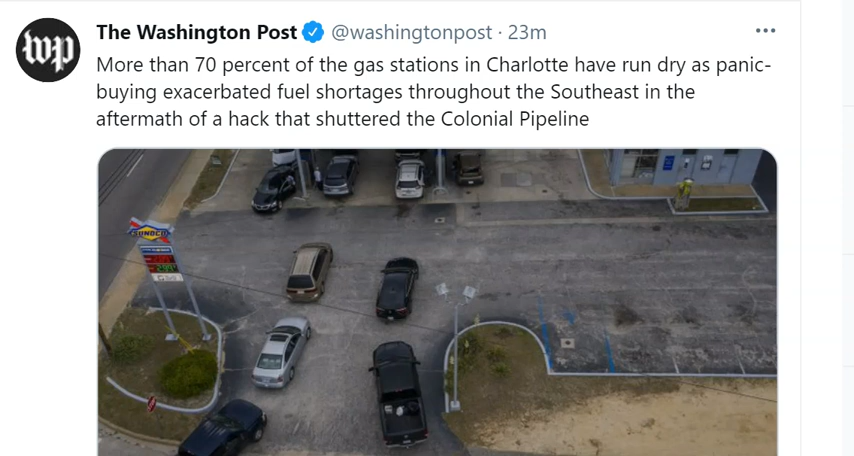 wp
The Washington Post @washingtonpost · 23m
More than 70 percent of the gas stations in Charlotte have run dry as panic-
buying exacerbated fuel shortages throughout the Southeast in the
aftermath of a hack that shuttered the Colonial Pipeline
SUNOCO